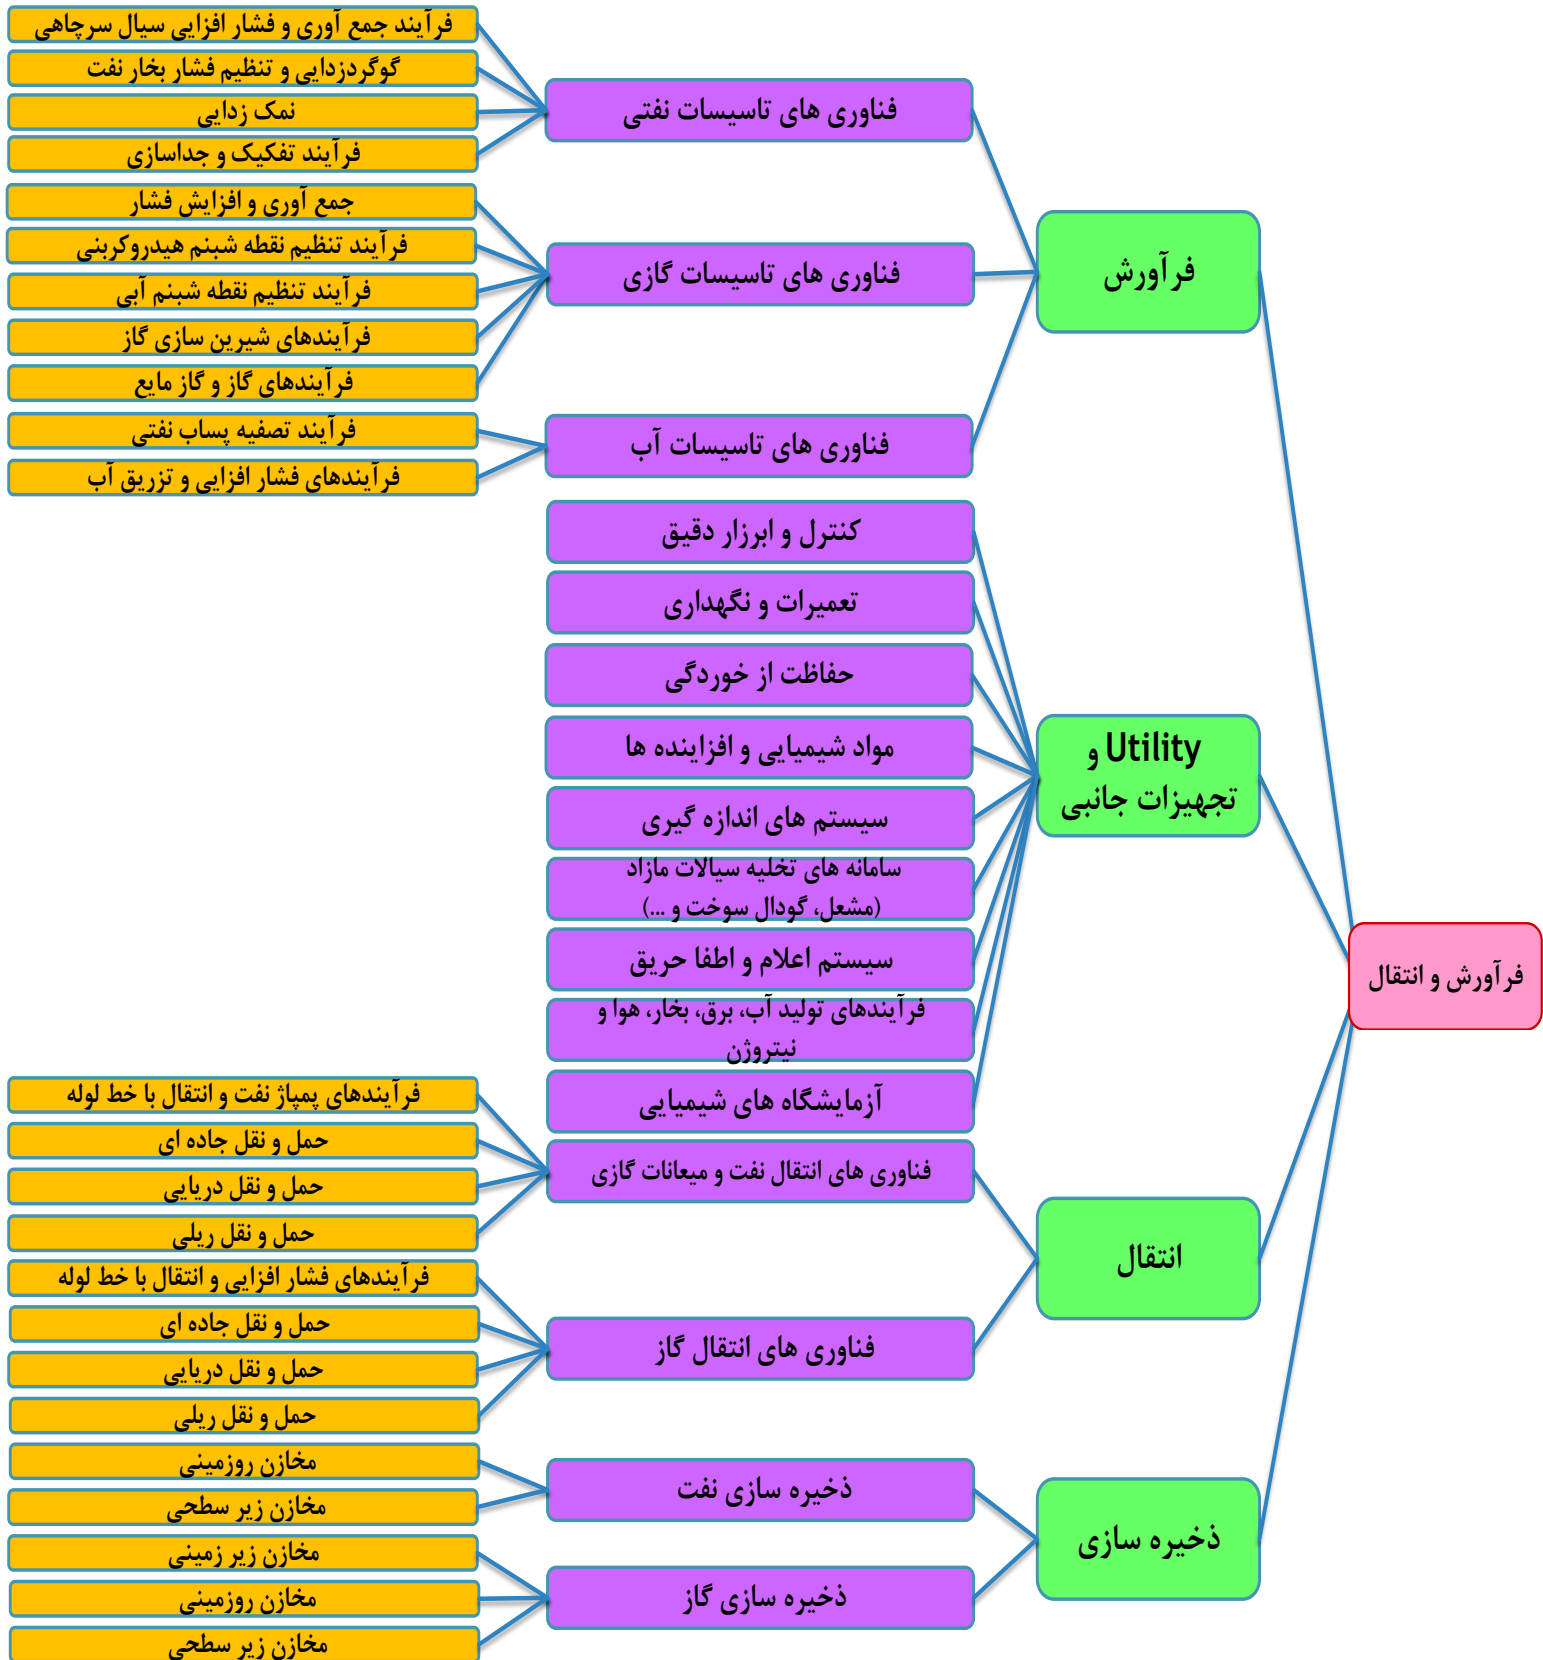 فرآورش و انتقال
فرآورش
فناوری های تاسیسات نفتی
فرآیند جمع آوری و فشار افزایی سیال سرچاهی
گوگردزدایی و تنظیم فشار بخار نفت
نمک زدایی
فرآیند تفکیک و جداسازی
فناوری های تاسیسات گازی
جمع آوری و افزایش فشار
فرآیند تنظیم نقطه شبنم هیدروکربنی
فرآیند تنظیم نقطه شبنم آبی
فرآیندهای شیرین سازی گاز
فرآیندهای گاز و گاز مایع
فناوری های تاسیسات آب
فرآیند تصفیه پساب نفتی
فرآیندهای فشار افزایی و تزریق آب
Utility و
تجهیزات جانبی
کنترل و ابرزار دقیق
تعمیرات و نگهداری
حفاظت از خوردگی
مواد شیمیایی و افزاینده ها
سیستم های اندازه گیری
سامانه های تخلیه سیالات مازاد
(مشعل، گودال سوخت و ...)
سیستم اعلام و اطفا حریق
فرآیندهای تولید آب، برق، بخار، هوا و
نیتروژن
آزمایشگاه های شیمیایی
انتقال
فناوری های انتقال نفت و میعانات گازی
فرآیندهای پمپاژ نفت و انتقال با خط لوله
حمل و نقل جاده ای
حمل و نقل دریایی
حمل و نقل ریلی
فناوری های انتقال گاز
فرآیندهای فشار افزایی و انتقال با خط لوله
حمل و نقل جاده ای
حمل و نقل دریایی
حمل و نقل ریلی
ذخیره سازی
ذخیره سازی نفت
مخازن روزمینی
مخازن زیر سطحی
ذخیره سازی گاز
مخازن زیر زمینی
مخازن روزمینی
مخازن زیر سطحی